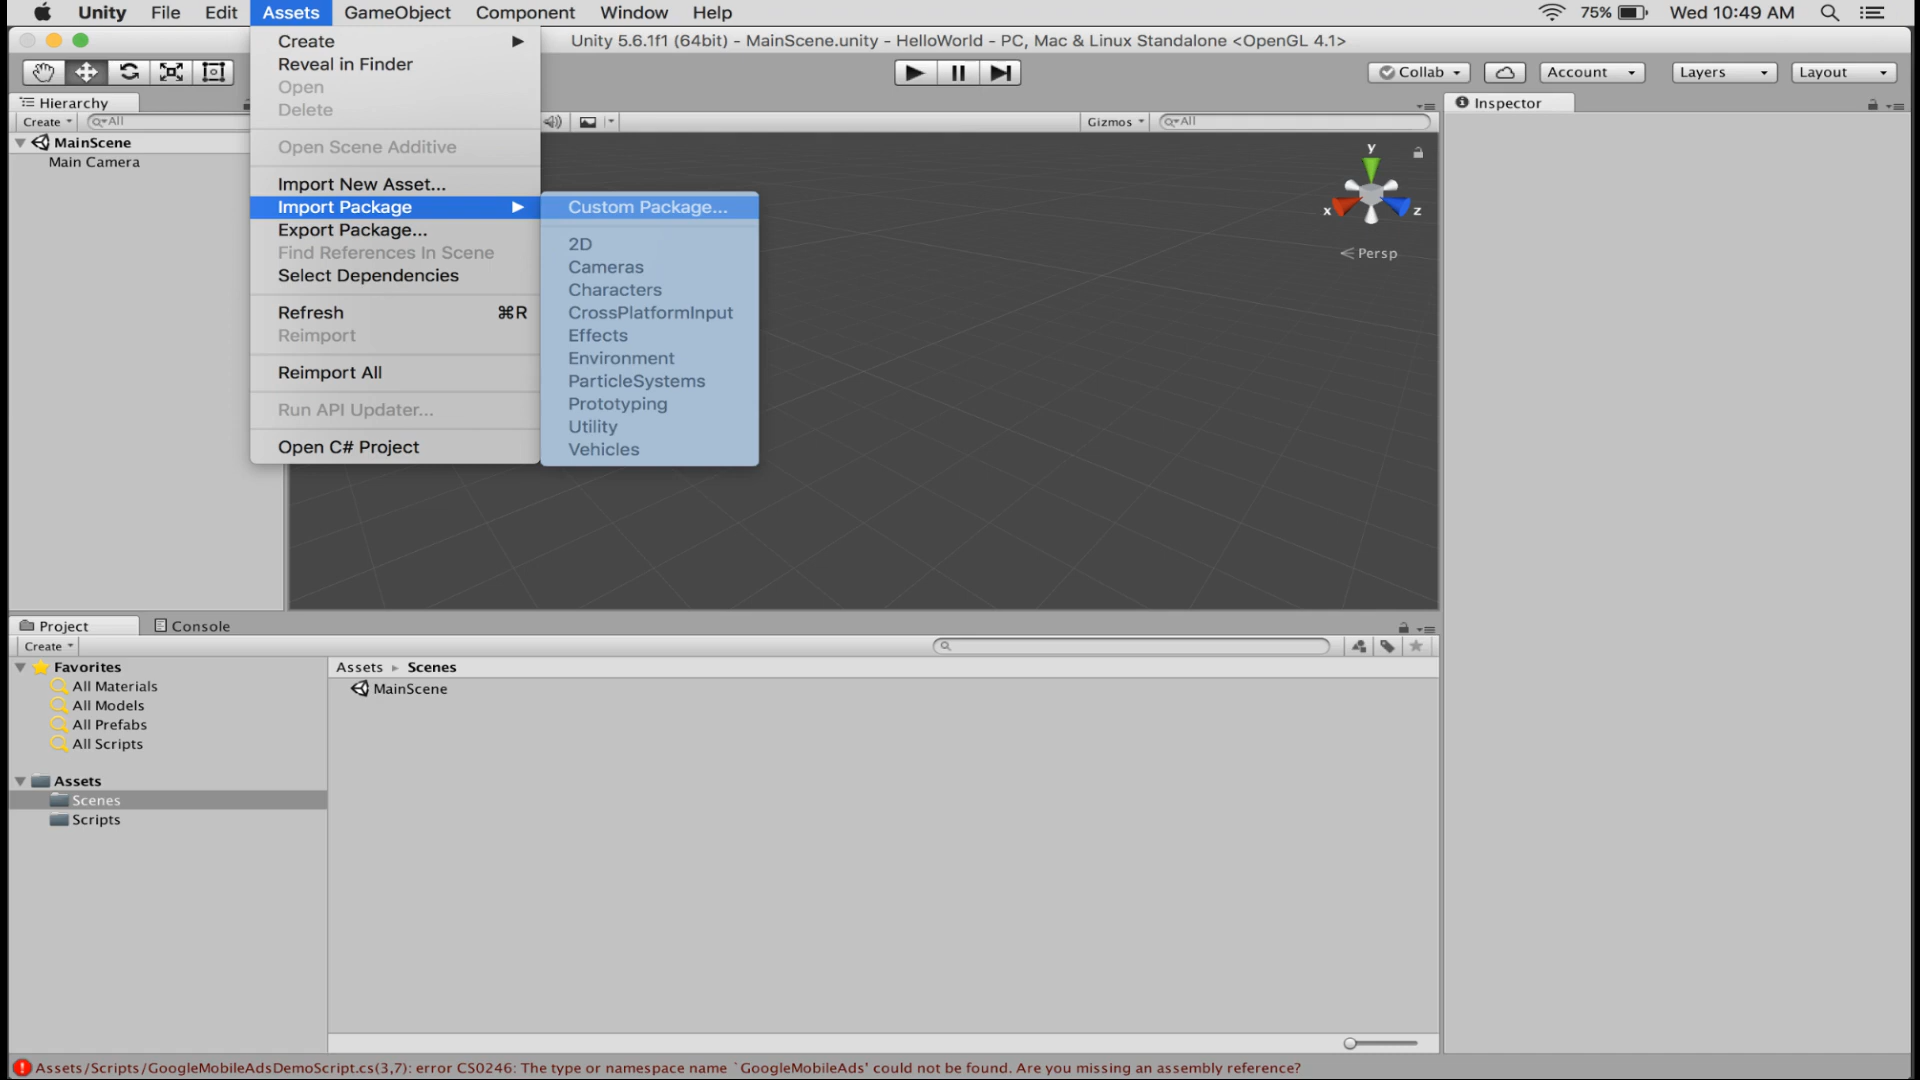 Unity File Edit Assets GameObject Component Window Help 75% Wed 10:49 AM
Unity 5.6.1f1 (64bit) - MainScene.unity - HelloWorld - PC, Mac & Linux Standalone <OpenGL 4.1>
Collab Account Layers Layout
Hierarchy
Create All
MainScene
Main Camera
Create
Reveal in Finder
Open
Delete
Open Scene Additive
Import New Asset...
Import Package
Export Package...
Find References In Scene
Select Dependencies
Refresh ⌘R
Reimport
Reimport All
Run API Updater...
Open C# Project
Custom Package...
2D
Cameras
Characters
CrossPlatformInput
Effects
Environment
ParticleSystems
Prototyping
Utility
Vehicles
Gizmos All
y
x z
< Persp
Inspector
Project Console
Create
Favorites
All Materials
All Models
All Prefabs
All Scripts
Assets
Scenes
Scripts
Assets ▸ Scenes
MainScene
Assets/Scripts/GoogleMobileAdsDemoScript.cs(3,7): error CS0246: The type or namespace name `GoogleMobileAds' could not be found. Are you missing an assembly reference?